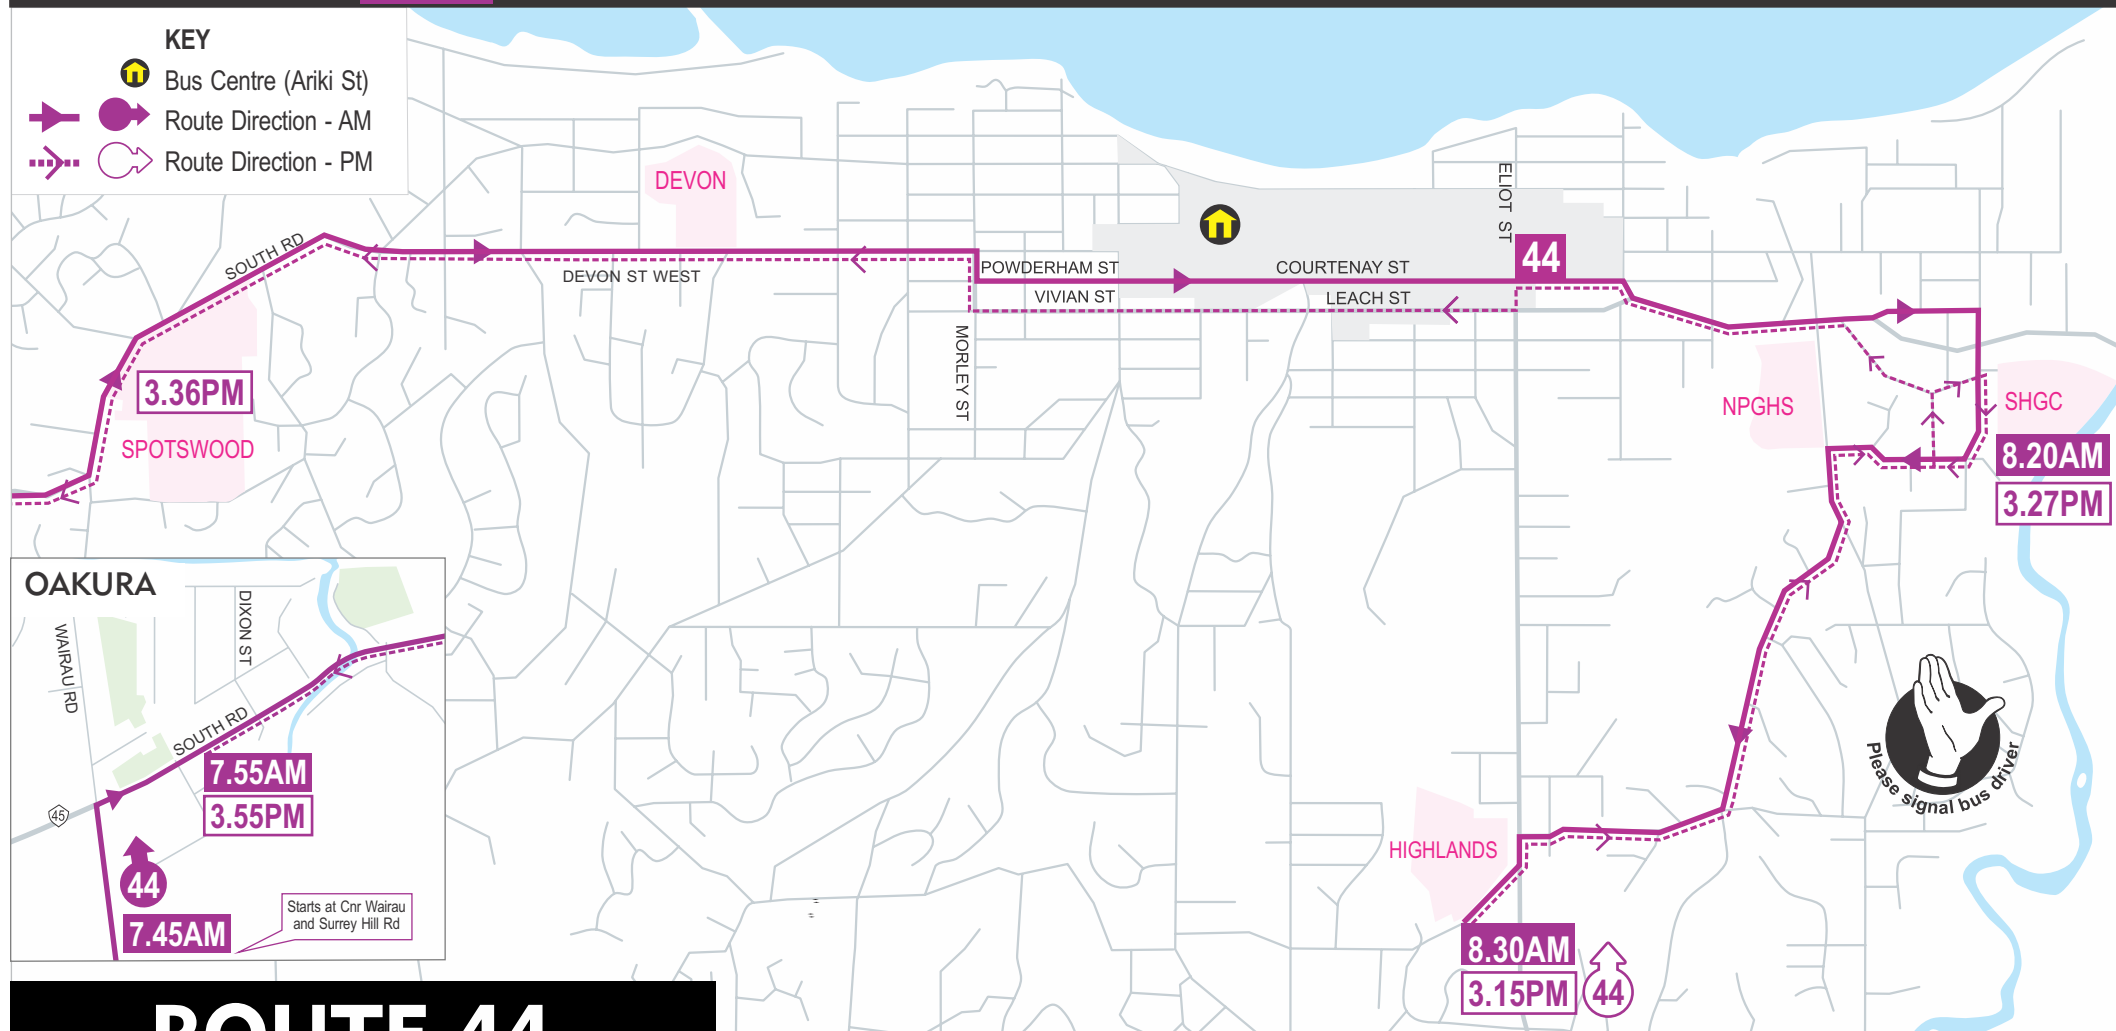 KEY
Bus Centre (Ariki St)
Route Direction - AM
Route Direction - PM
DEVON
ELIOT ST
SOUTH RD
44
DEVON ST WEST
POWDERHAM ST
COURTENAY ST
VIVIAN ST
LEACH ST
MORLEY ST
3.36PM
SPOTSWOOD
NPGHS
SHGC
8.20AM
3.27PM
OAKURA
WAIRAU RD
DIXON ST
SOUTH RD
7.55AM
3.55PM
45
44
7.45AM
Starts at Cnr Wairau
and Surrey Hill Rd
Please signal bus driver
HIGHLANDS
8.30AM
3.15PM
44
ROUTE 44